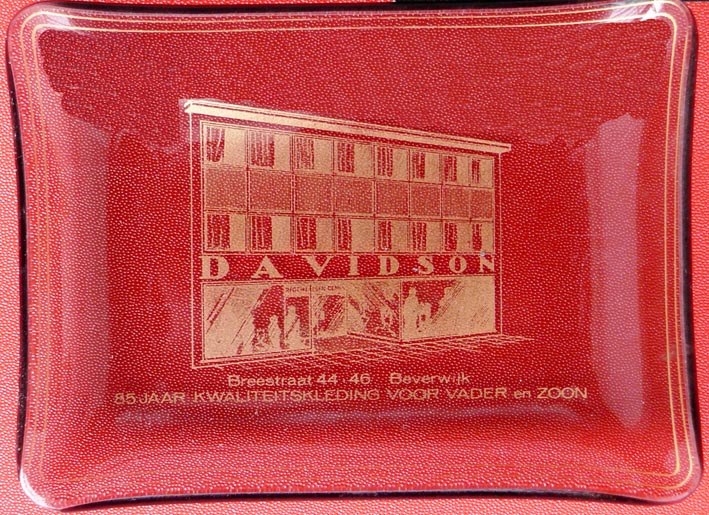 DAVIDSON
Breestraat 44-46 Beverwijk
85 JAAR KWALITEITSKLEDING VOOR VADER en ZOON